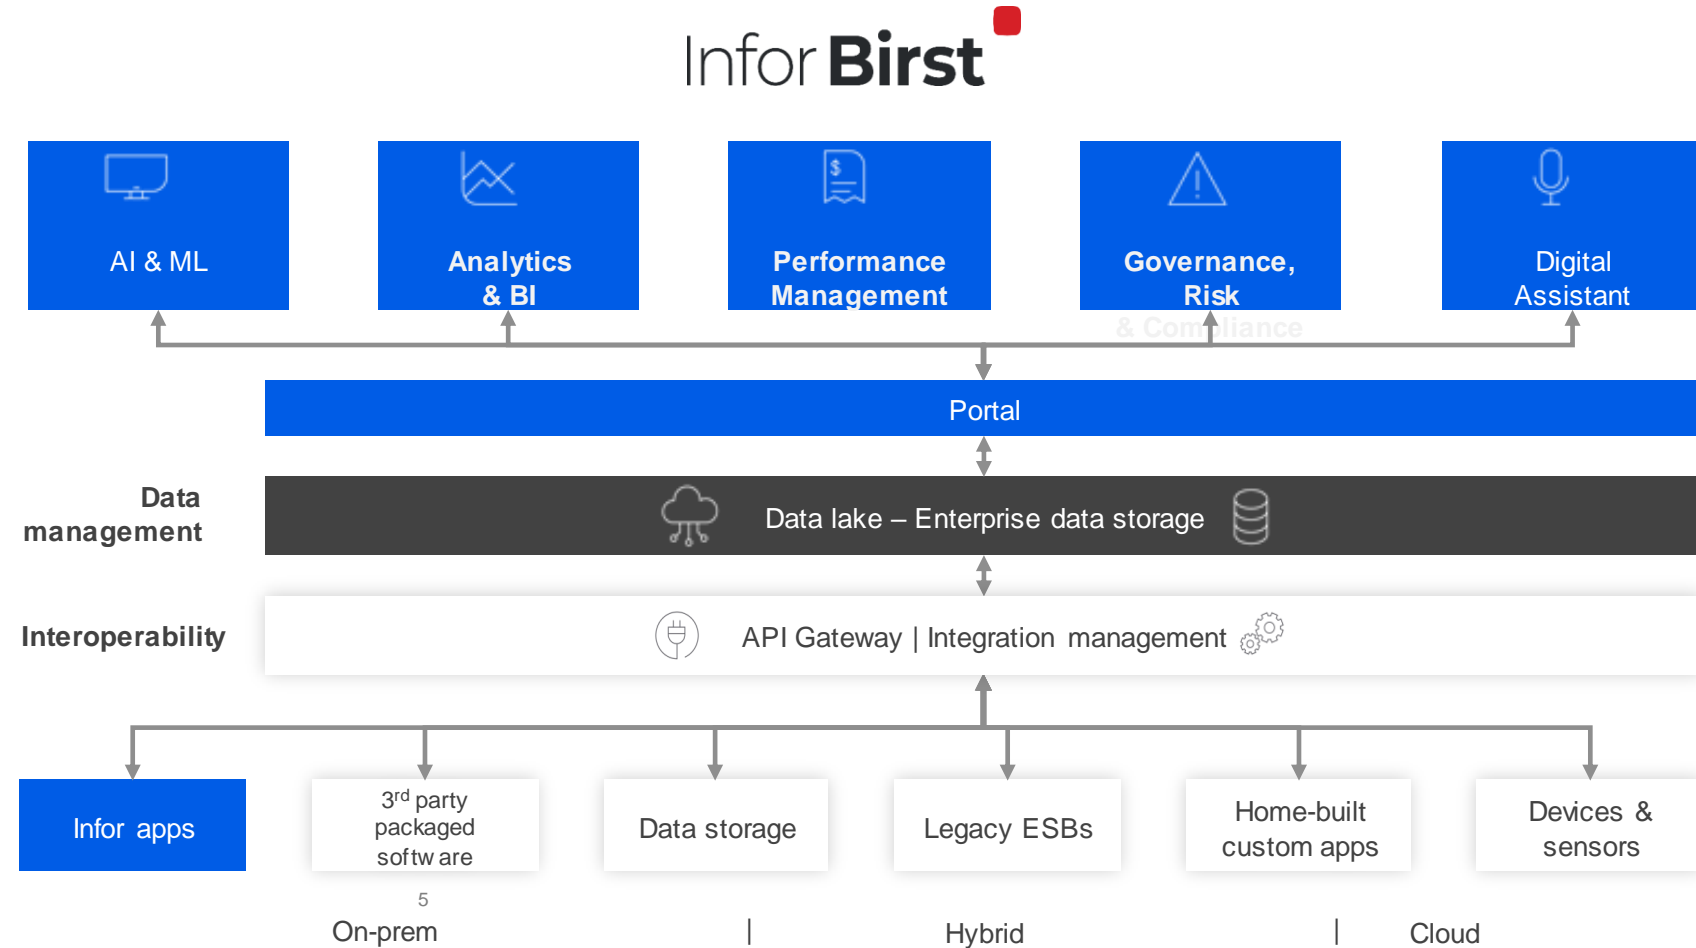 Infor Birst
AI & ML
Analytics
& BI
Performance
Management
Governance,
Risk
& Compliance
Digital
Assistant
Portal
Data
management
Data lake – Enterprise data storage
Interoperability
API Gateway | Integration management
Infor apps
3rd party
packaged
software
Data storage
Legacy ESBs
Home-built
custom apps
Devices &
sensors
5
On-prem | Hybrid | Cloud